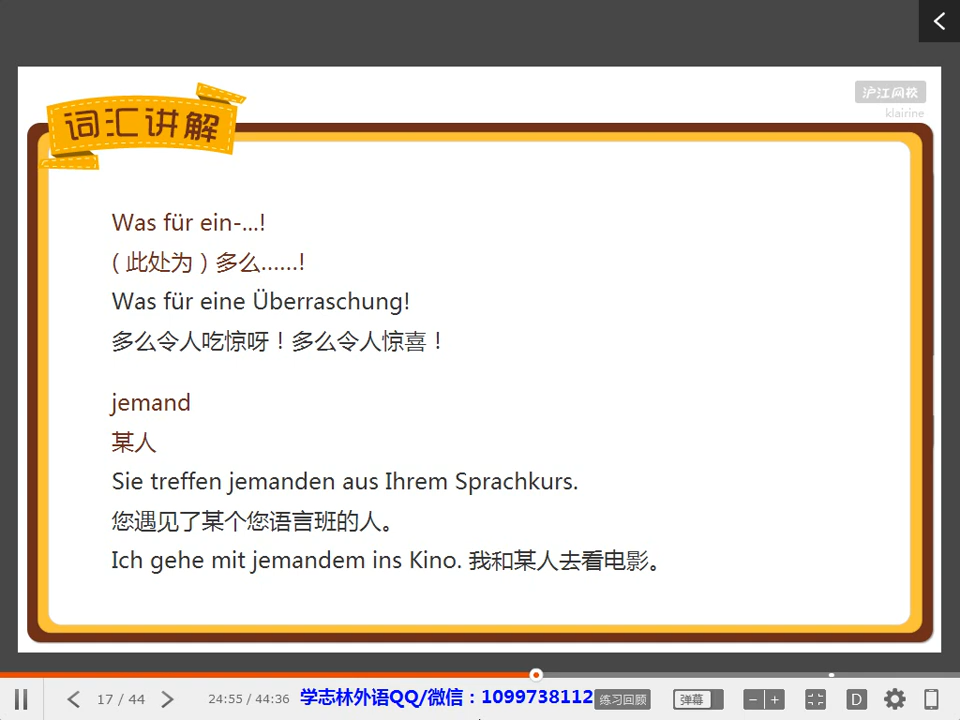 沪江网校
klairine
词汇讲解
Was für ein-...!
(此处为)多么......!
Was für eine Überraschung!
多么令人吃惊呀！多么令人惊喜！
jemand
某人
Sie treffen jemanden aus Ihrem Sprachkurs.
您遇见了某个您语言班的人。
Ich gehe mit jemandem ins Kino. 我和某人去看电影。
17 / 44 24:55 / 44:36 学志林外语QQ/微信：1099738112 练习回顾 弹幕 D